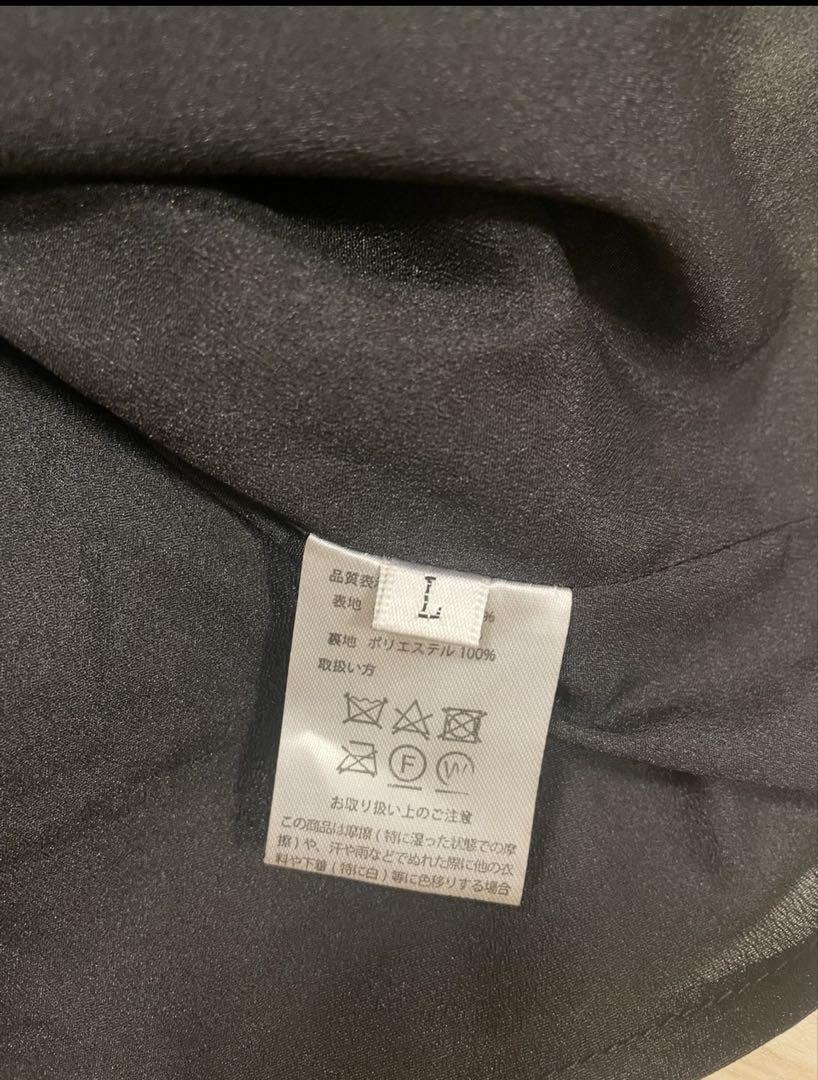 品質表
L
表地 %
裏地 ポリエステル 100%
取扱い方
F
W
お取り扱い上のご注意
この商品は摩擦(特に湿った状態での摩
擦)や、汗や雨などでぬれた際に他の衣
料や下着(特に白)等に色移りする場合